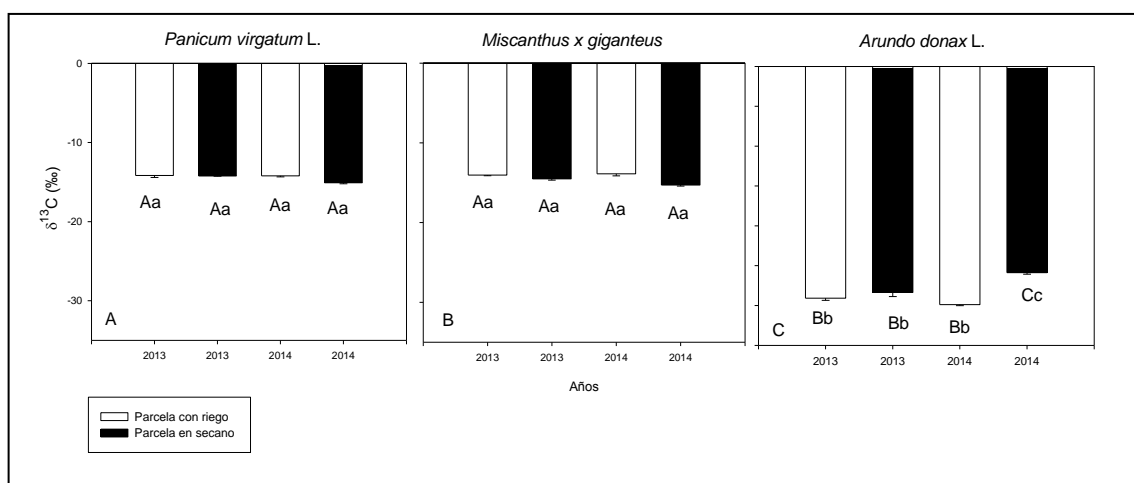 Panicum virgatum L.
Miscanthus x giganteus
Arundo donax L.
0
-10
-20
-30
δ13C (‰)
Aa
Aa
Aa
Aa
A
2013
2013
2014
2014
Aa
Aa
Aa
Aa
B
2013
2013
2014
2014
Bb
Bb
Bb
Cc
C
2013
2013
2014
2014
Años
Parcela con riego
Parcela en secano